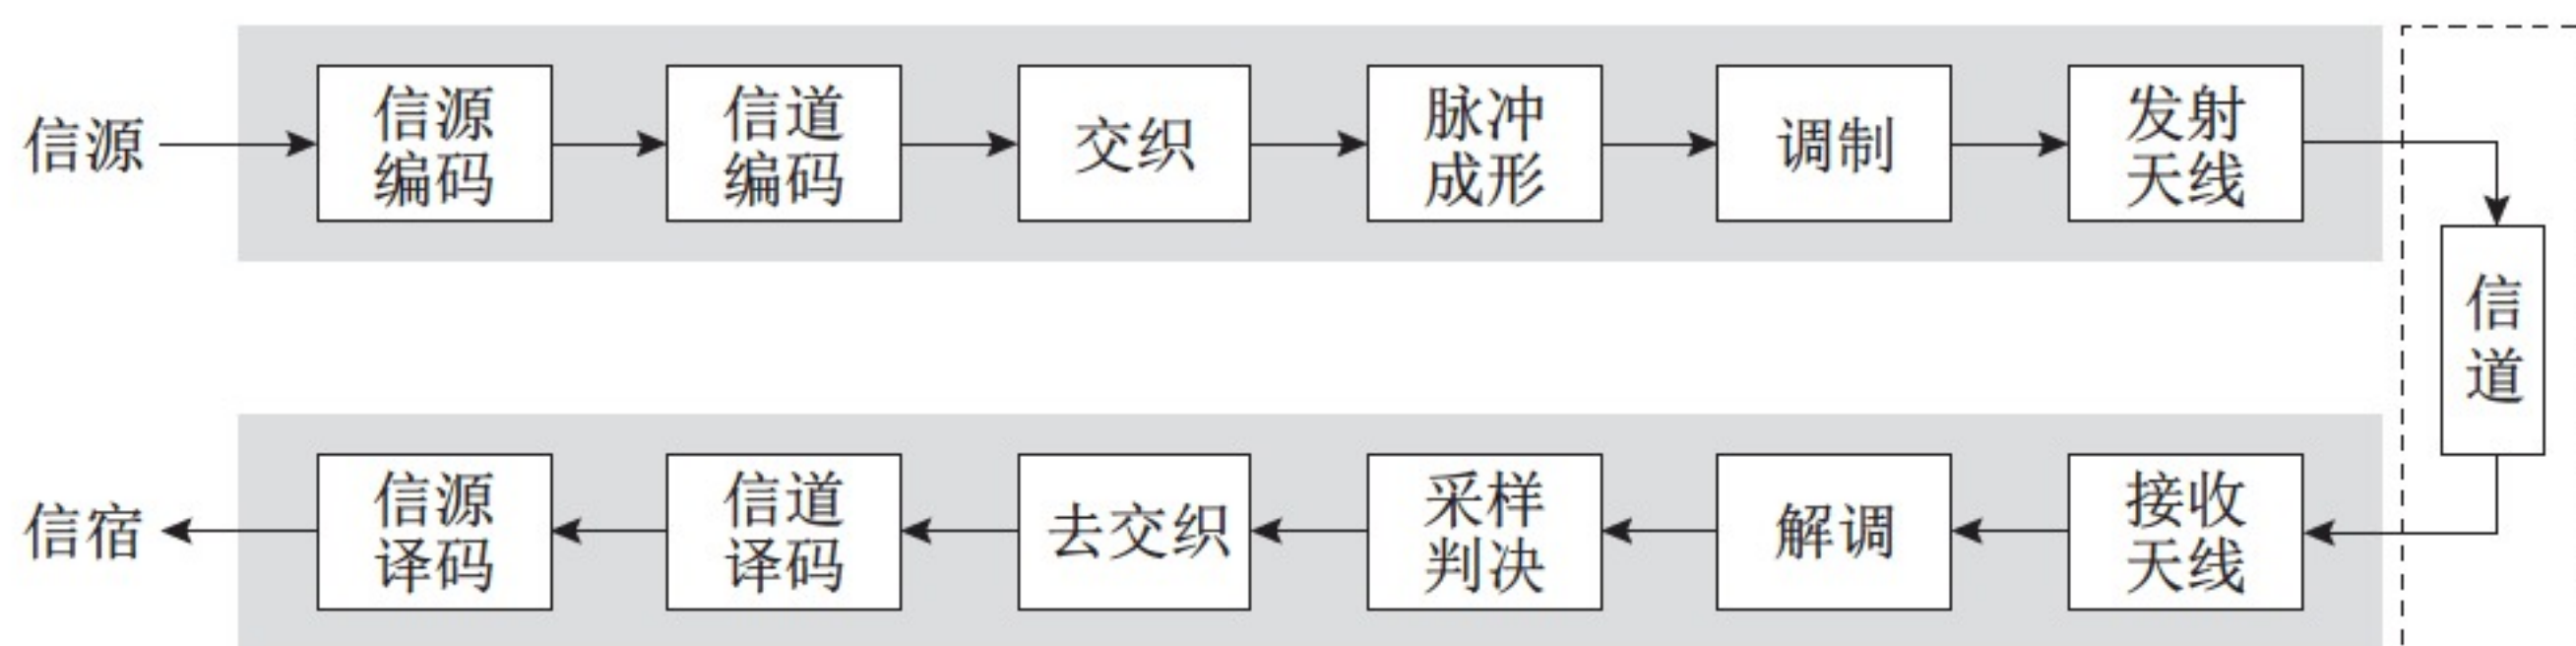 信源
信源
编码
信道
编码
交织
脉冲
成形
调制
发射
天线
信
道
信宿
信源
译码
信道
译码
去交织
采样
判决
解调
接收
天线